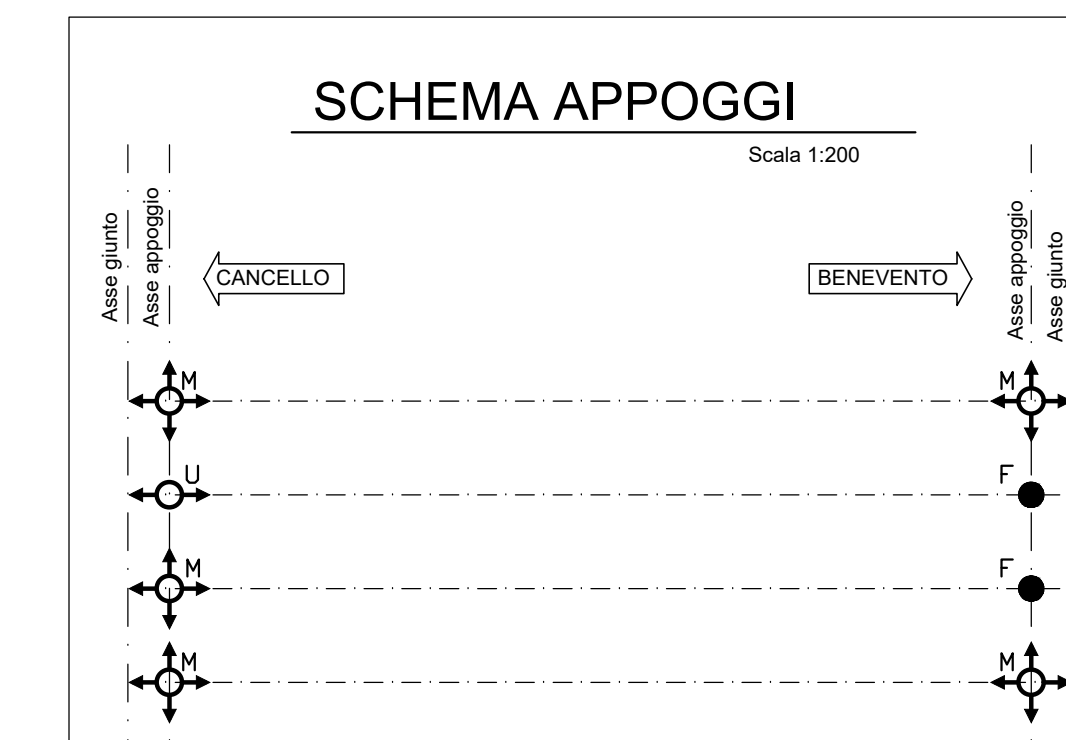 SCHEMA APPOGGI
Scala 1:200
Asse giunto
Asse appoggio
CANCELLO
BENEVENTO
Asse appoggio
Asse giunto
M
M
U
F
M
F
M
M